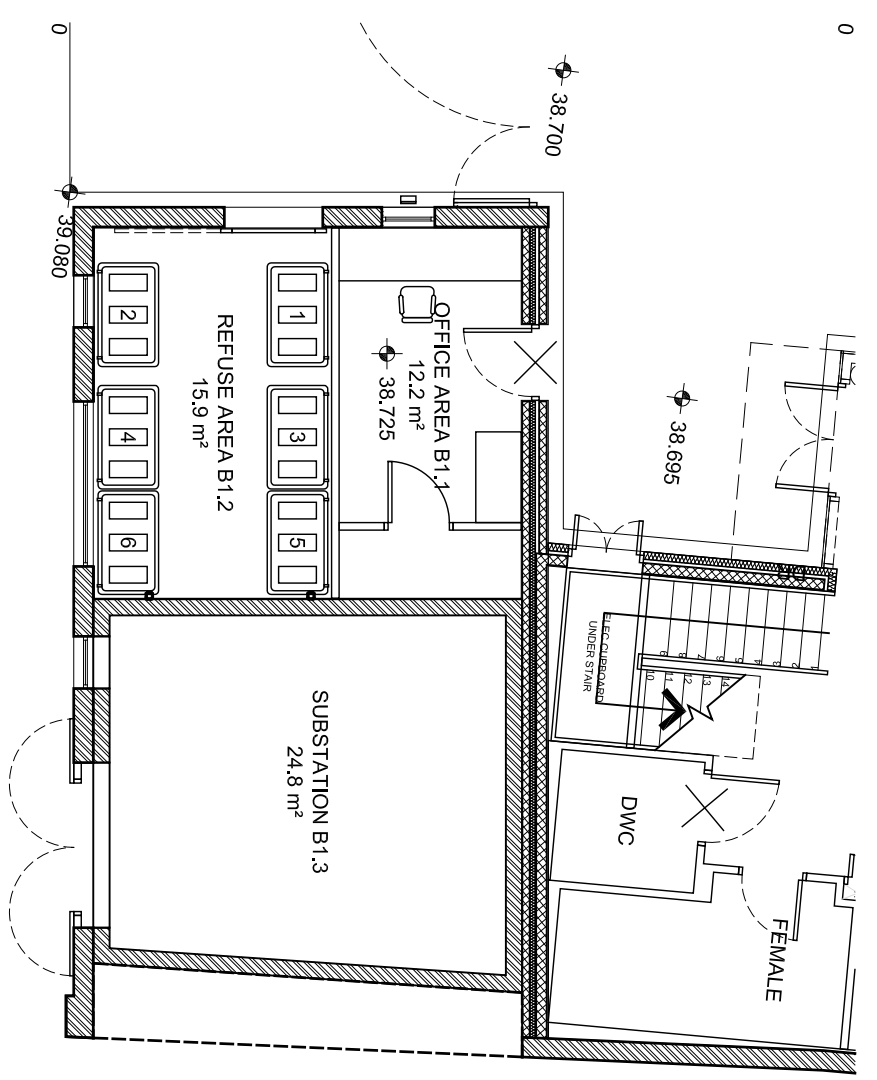 0
0
38.700
39.080
38.695
38.725
OFFICE AREA B1.1
12.2 m²
REFUSE AREA B1.2
15.9 m²
1
2
3
4
5
6
SUBSTATION B1.3
24.8 m²
ELEC CUPBOARD
UNDER STAIR
1
2
3
4
5
6
7
8
9
10
11
12
13
14
DWC
FEMALE